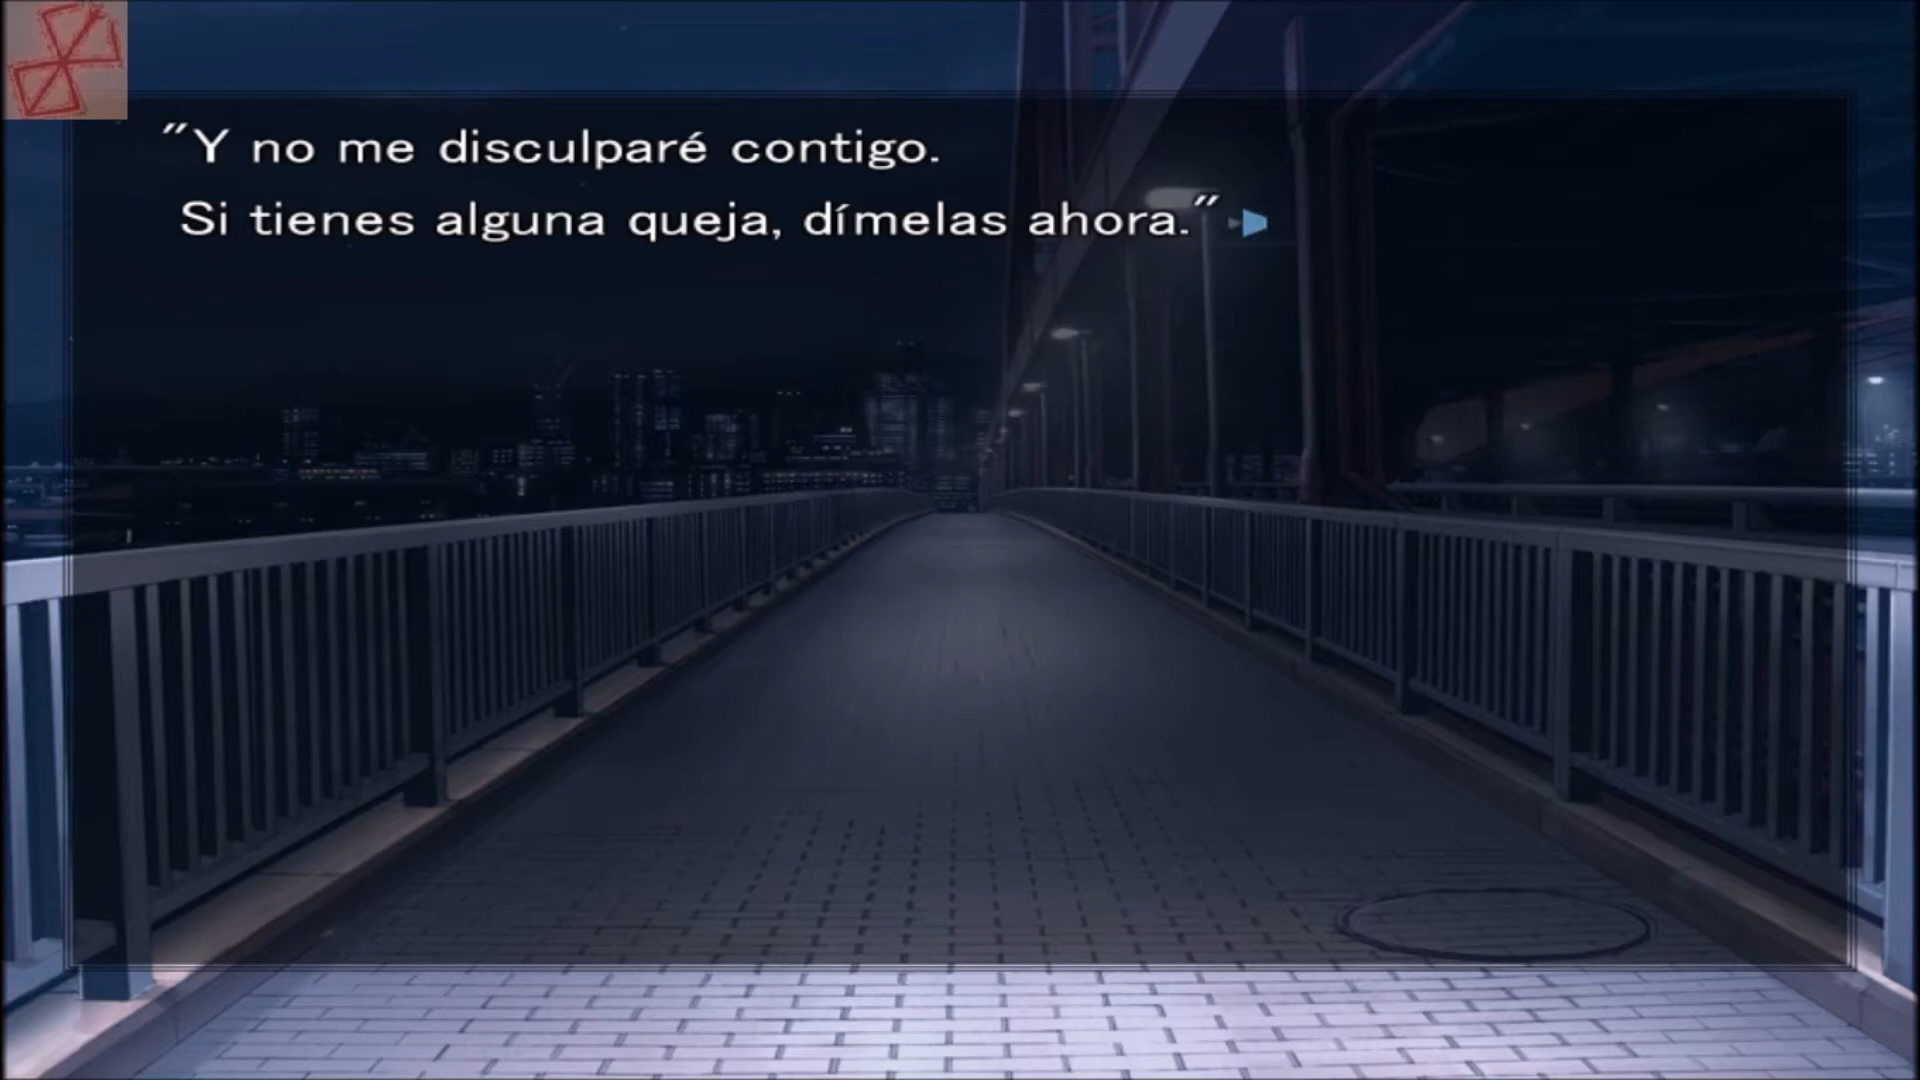 "Y no me disculparé contigo.
Si tienes alguna queja, dímelas ahora."